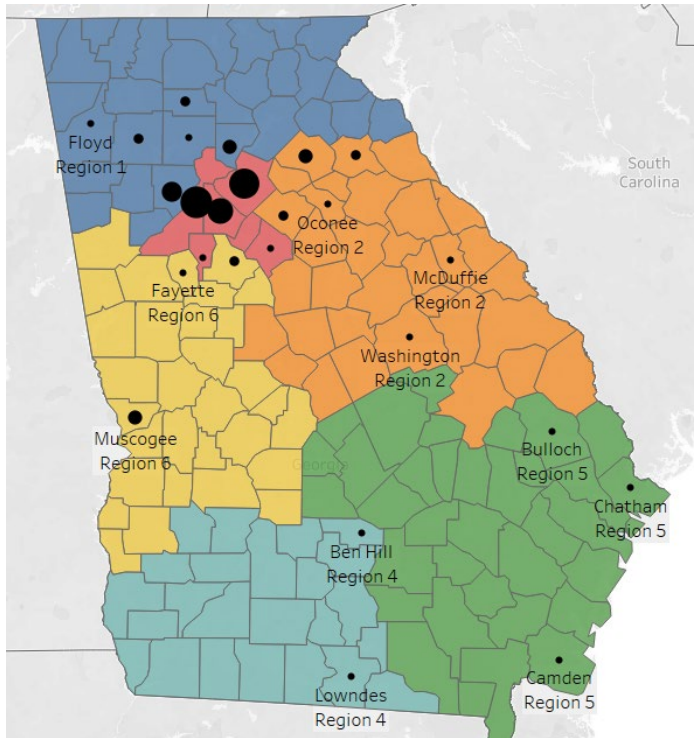 Floyd
Region 1
South
Carolina
Oconee
Region 2
McDuffie
Region 2
Fayette
Region 6
Washington
Region 2
Muscogee
Region 6
Bulloch
Region 5
Georgia
Chatham
Region 5
Ben Hill
Region 4
Camden
Region 5
Lowndes
Region 4